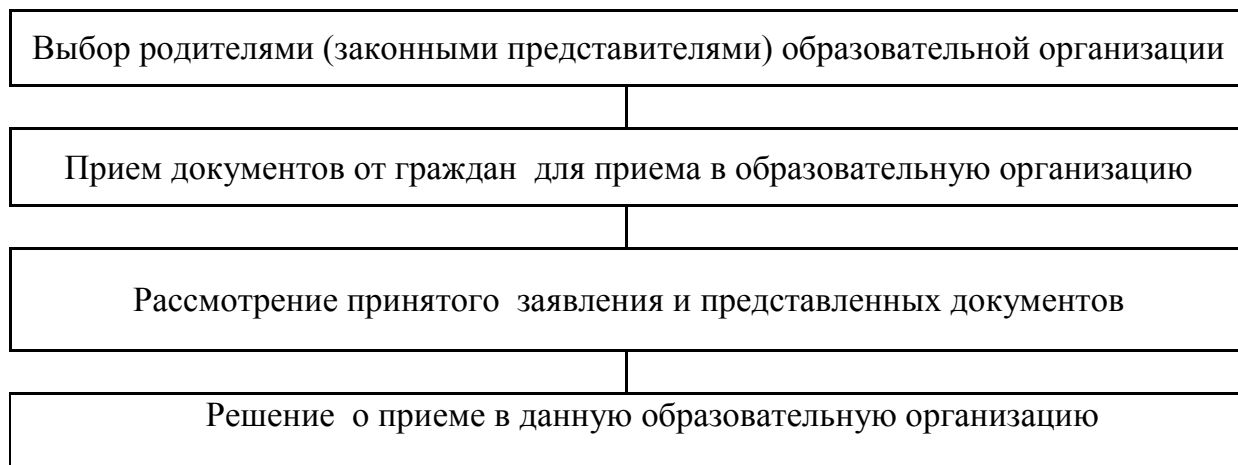 Выбор родителями (законными представителями) образовательной организации
Прием документов от граждан для приема в образовательную организацию
Рассмотрение принятого заявления и представленных документов
Решение о приеме в данную образовательную организацию